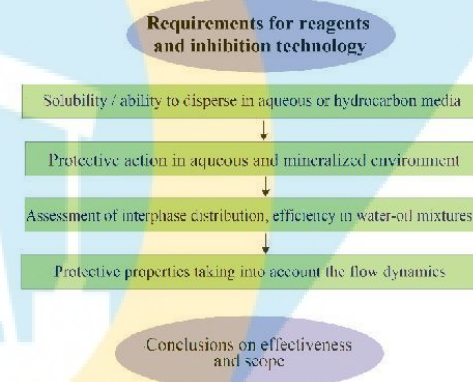 Requirements for reagents
and inhibition technology
Solubility / ability to disperse in aqueous or hydrocarbon media
Protective action in aqueous and mineralized environment
Assessment of interphase distribution, efficiency in water-oil mixtures
Protective properties taking into account the flow dynamics
Conclusions on effectiveness
and scope